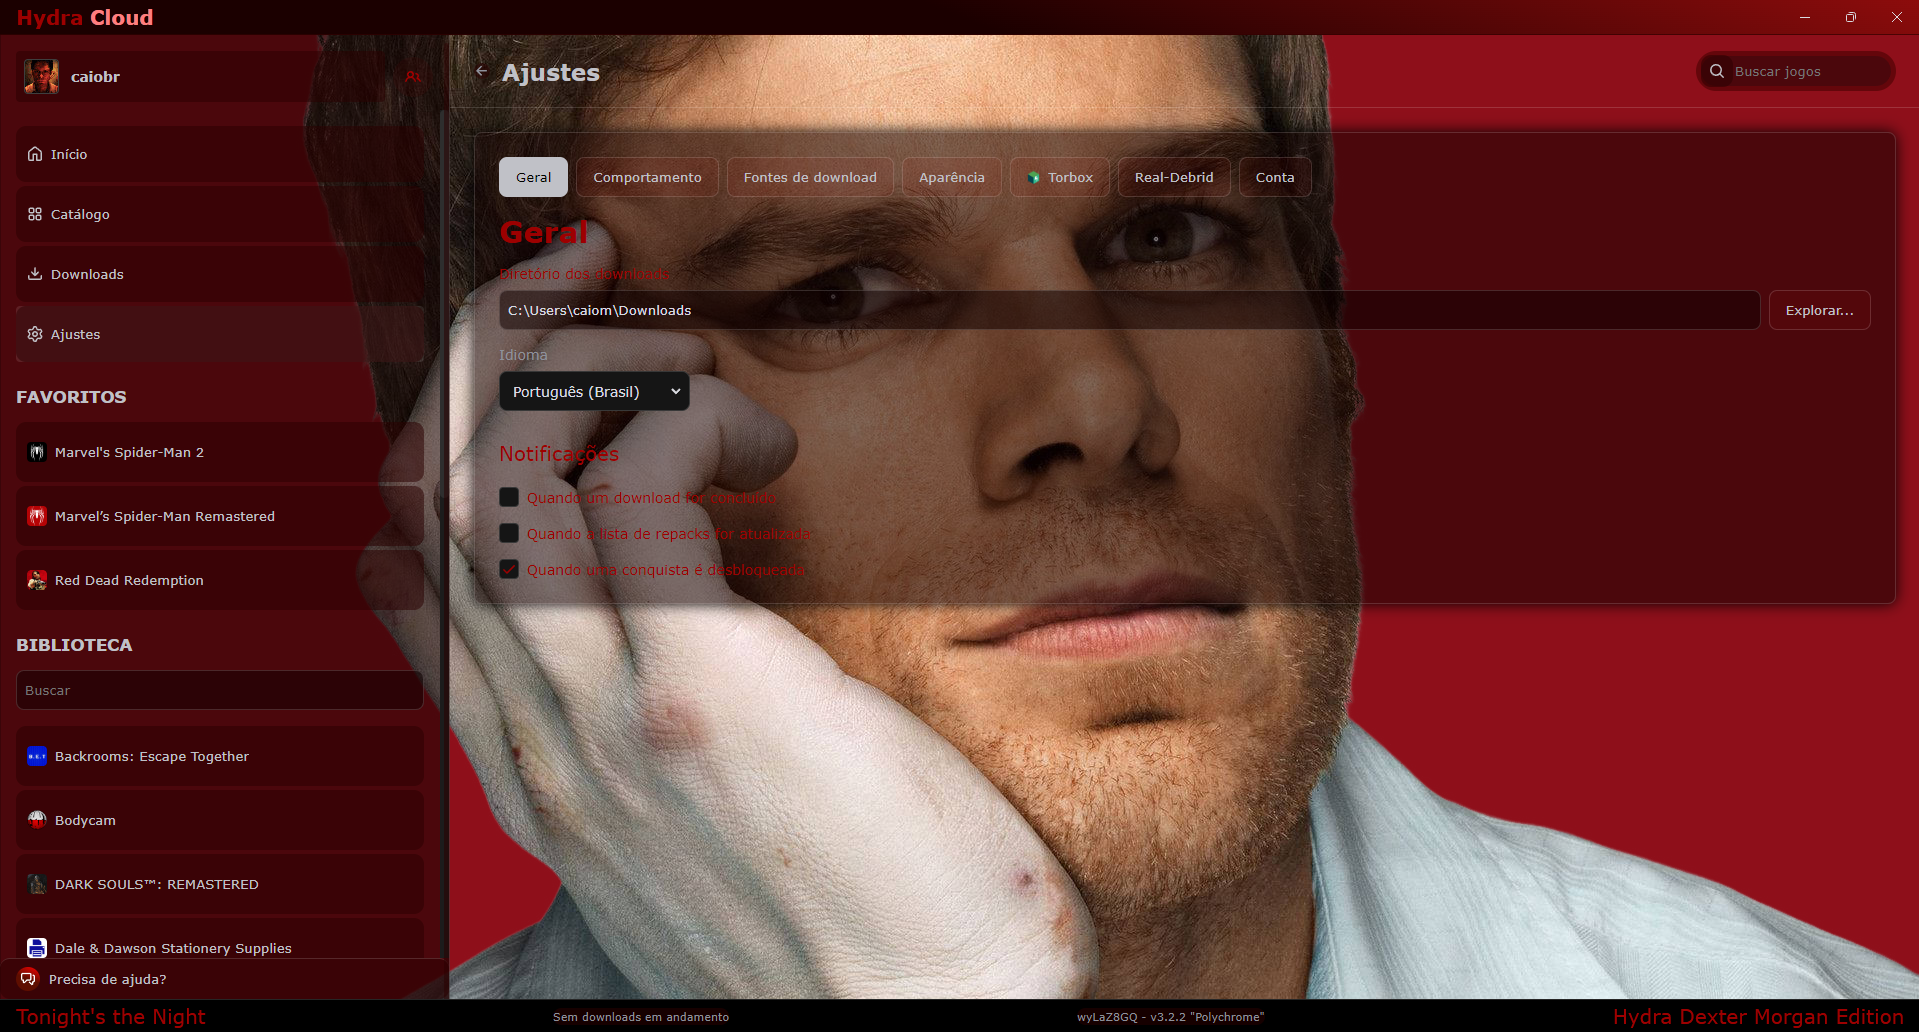 Hydra Cloud
caiobr
Início
Catálogo
Downloads
Ajustes
FAVORITOS
Marvel's Spider-Man 2
Marvel’s Spider-Man Remastered
Red Dead Redemption
BIBLIOTECA
Buscar
Backrooms: Escape Together
Bodycam
DARK SOULS™: REMASTERED
Dale & Dawson Stationery Supplies
Precisa de ajuda?
Ajustes
Buscar jogos
Geral Comportamento Fontes de download Aparência Torbox Real-Debrid Conta
Geral
Diretório dos downloads
C:\Users\caiom\Downloads
Explorar...
Idioma
Português (Brasil)
Notificações
Quando um download for concluído
Quando a lista de repacks for atualizada
Quando uma conquista é desbloqueada
Tonight's the Night
Sem downloads em andamento
wyLaZ8GQ - v3.2.2 "Polychrome"
Hydra Dexter Morgan Edition